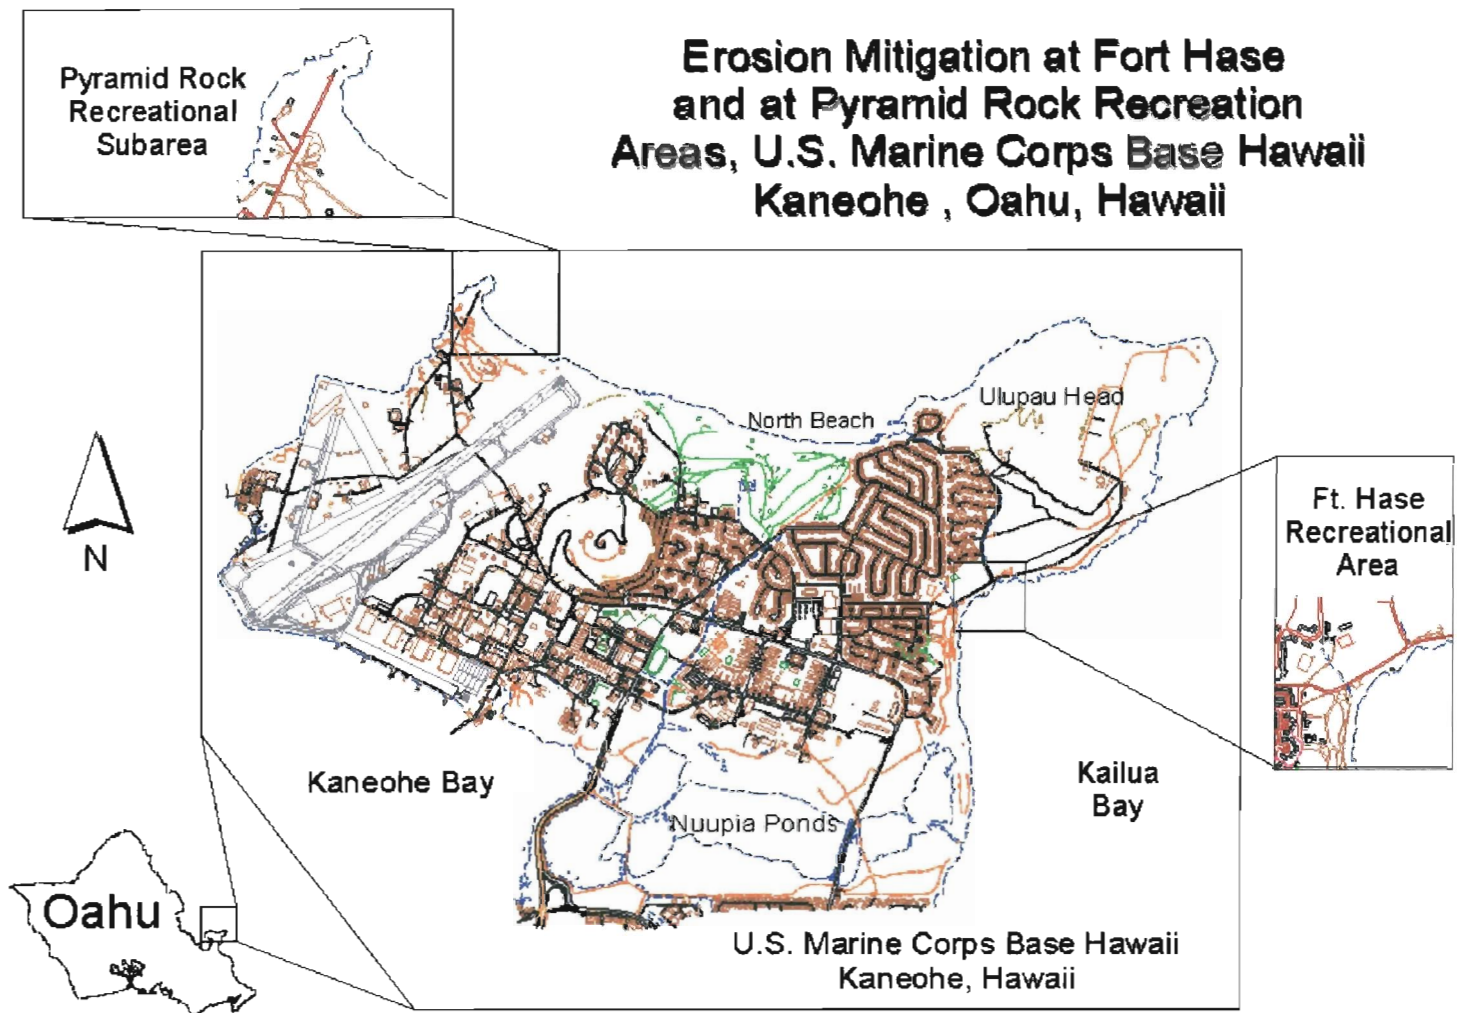 Pyramid Rock
Recreational
Subarea
Erosion Mitigation at Fort Hase
and at Pyramid Rock Recreation
Areas, U.S. Marine Corps Base Hawaii
Kaneohe , Oahu, Hawaii
Ulupau Head
North Beach
N
Ft. Hase
Recreational
Area
Kaneohe Bay
Kailua
Bay
Nuupia Ponds
Oahu
U.S. Marine Corps Base Hawaii
Kaneohe, Hawaii